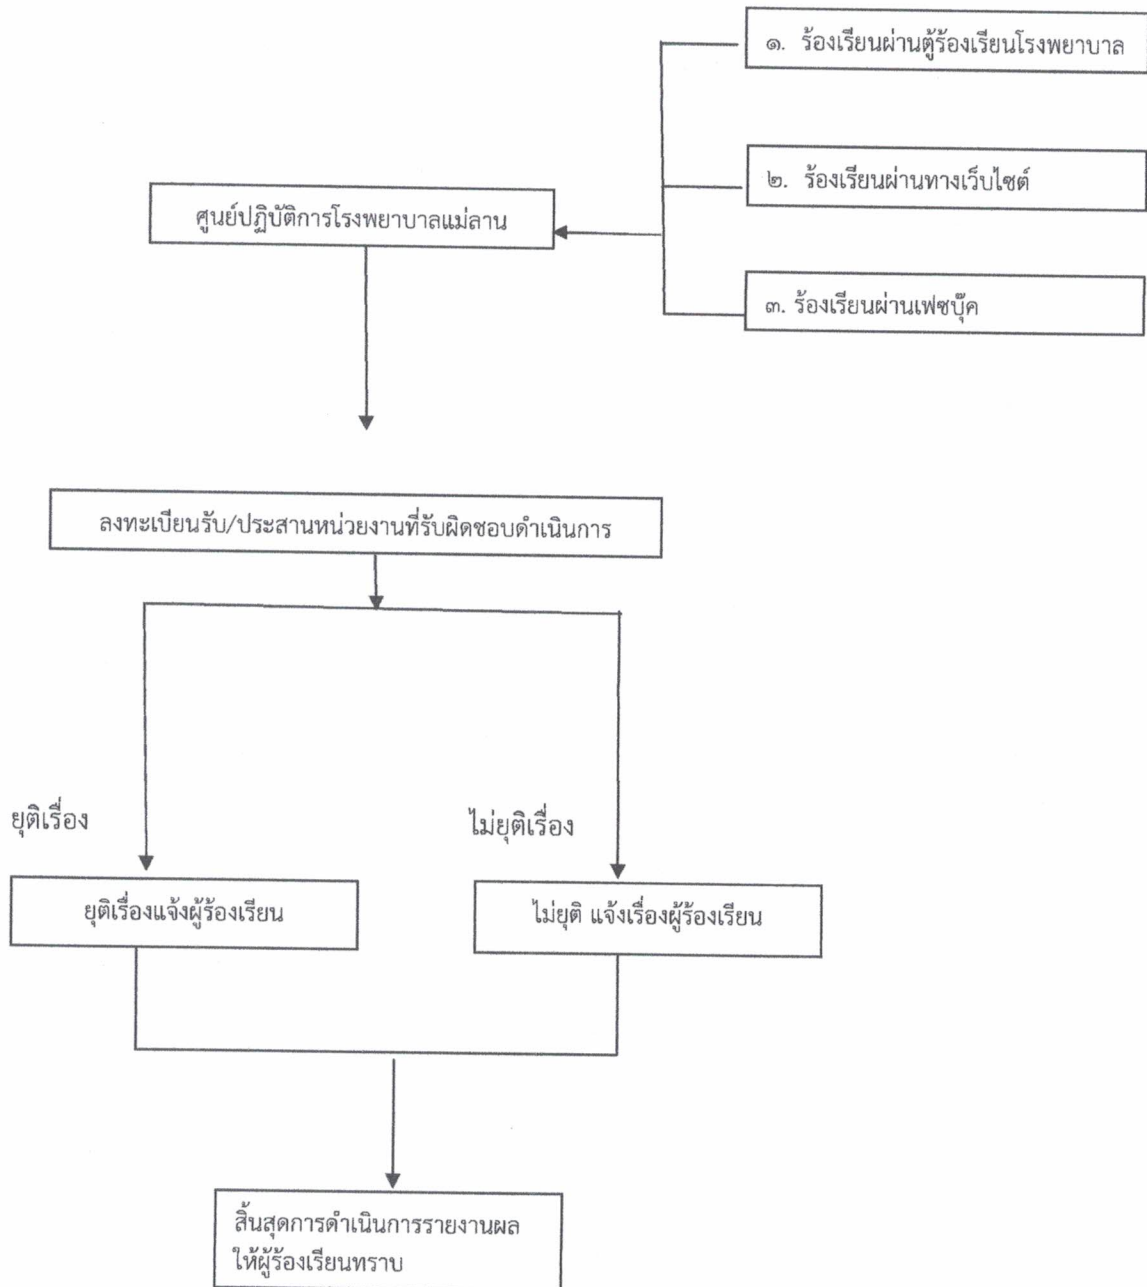 ๑. ร้องเรียนผ่านตู้ร้องเรียนโรงพยาบาล
๒. ร้องเรียนผ่านทางเว็บไซต์
ศูนย์ปฏิบัติการโรงพยาบาลแม่ลาน
๓. ร้องเรียนผ่านเฟซบุ๊ค
ลงทะเบียนรับ/ประสานหน่วยงานที่รับผิดชอบดำเนินการ
ยุติเรื่อง
ไม่ยุติเรื่อง
ยุติเรื่องแจ้งผู้ร้องเรียน
ไม่ยุติ แจ้งเรื่องผู้ร้องเรียน
สิ้นสุดการดำเนินการรายงานผล
ให้ผู้ร้องเรียนทราบ